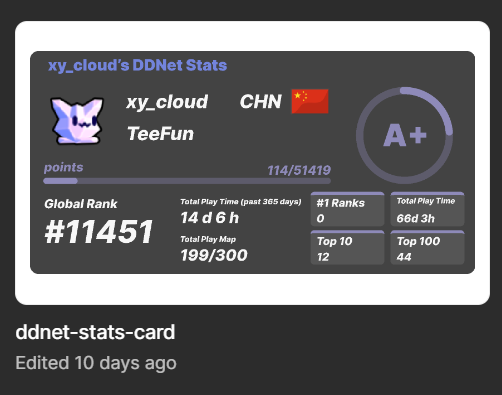 xy_cloud's DDNet Stats
xy_cloud CHN
TeeFun
A+
points 114/51419
Global Rank
#11451
Total Play Time (past 365 days)
14 d 6 h
Total Play Map
199/300
#1 Ranks
0
Total Play Time
66d 3h
Top 10
12
Top 100
44
ddnet-stats-card
Edited 10 days ago